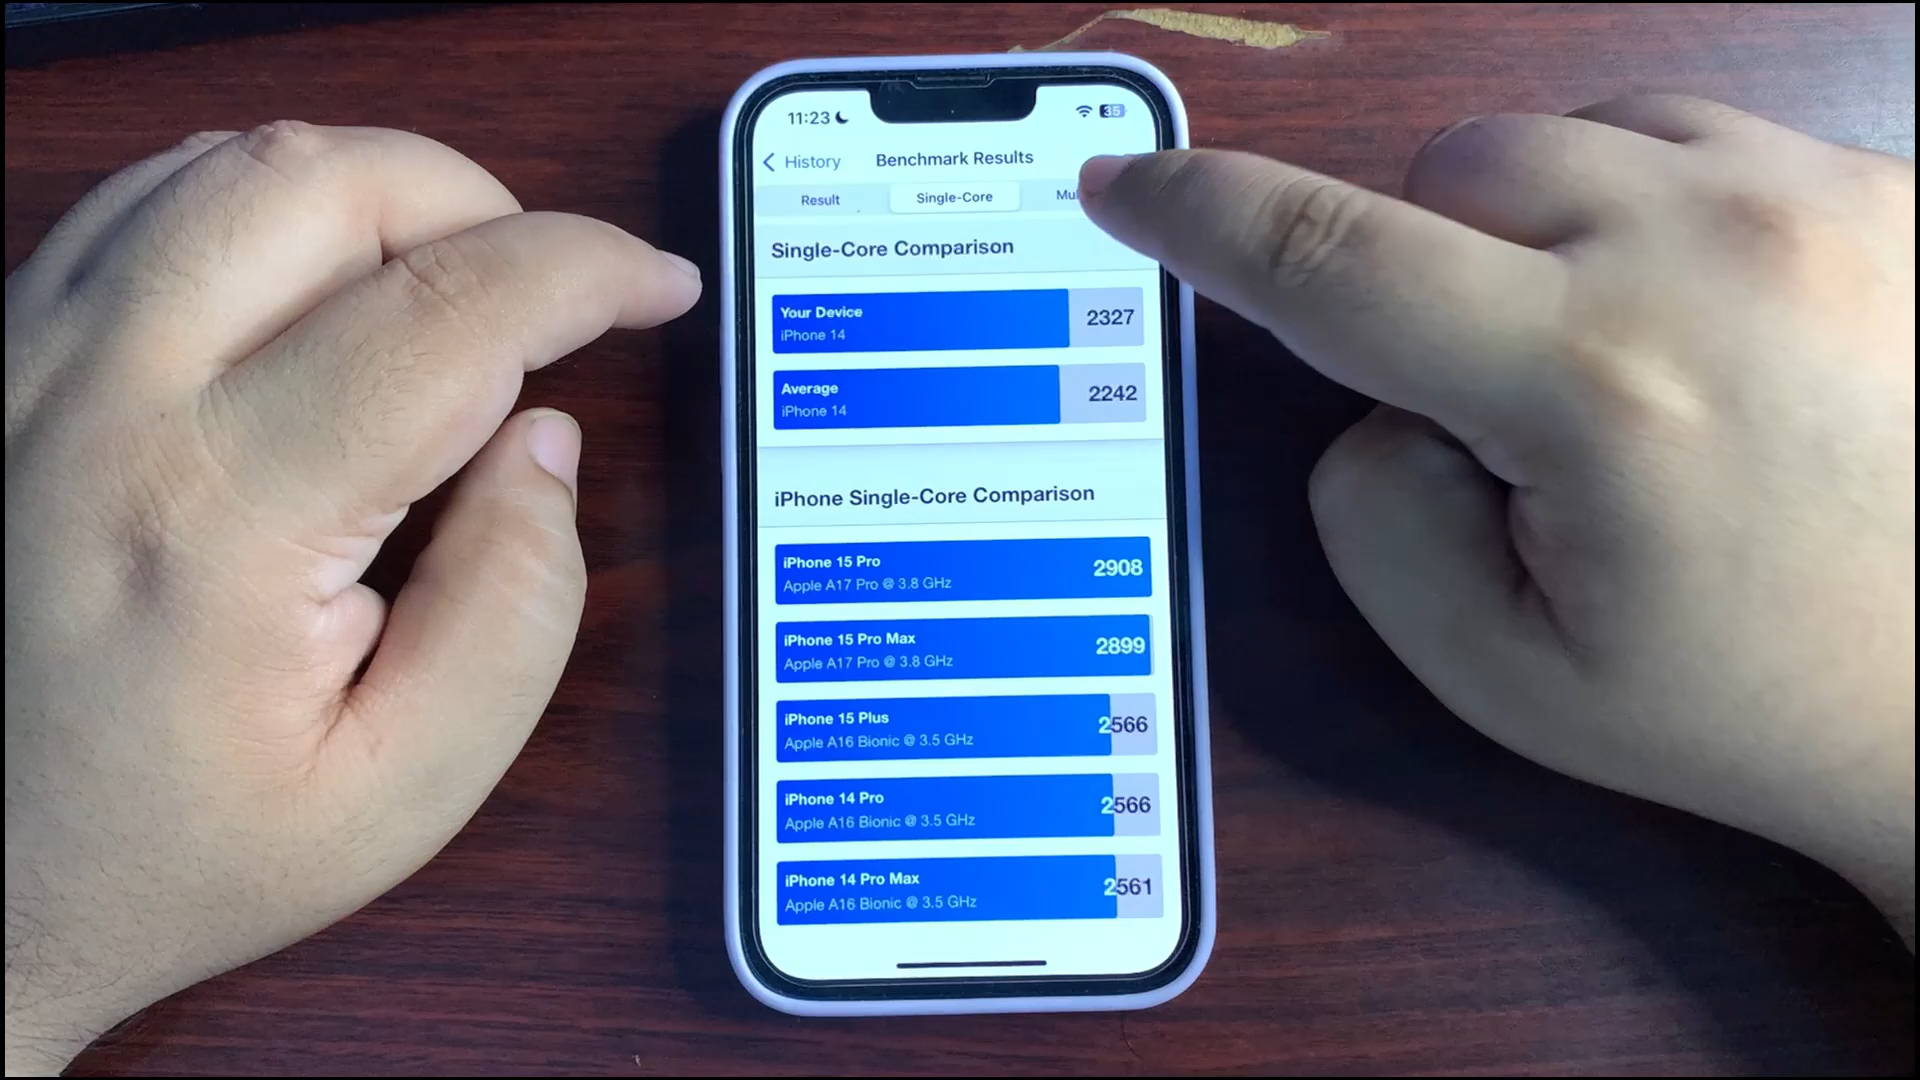 11:23
35
History
Benchmark Results
Result
Single-Core
Single-Core Comparison
Your Device
iPhone 14
2327
Average
iPhone 14
2242
iPhone Single-Core Comparison
iPhone 15 Pro
Apple A17 Pro @ 3.8 GHz
2908
iPhone 15 Pro Max
Apple A17 Pro @ 3.8 GHz
2899
iPhone 15 Plus
Apple A16 Bionic @ 3.5 GHz
2566
iPhone 14 Pro
Apple A16 Bionic @ 3.5 GHz
2566
iPhone 14 Pro Max
Apple A16 Bionic @ 3.5 GHz
2561